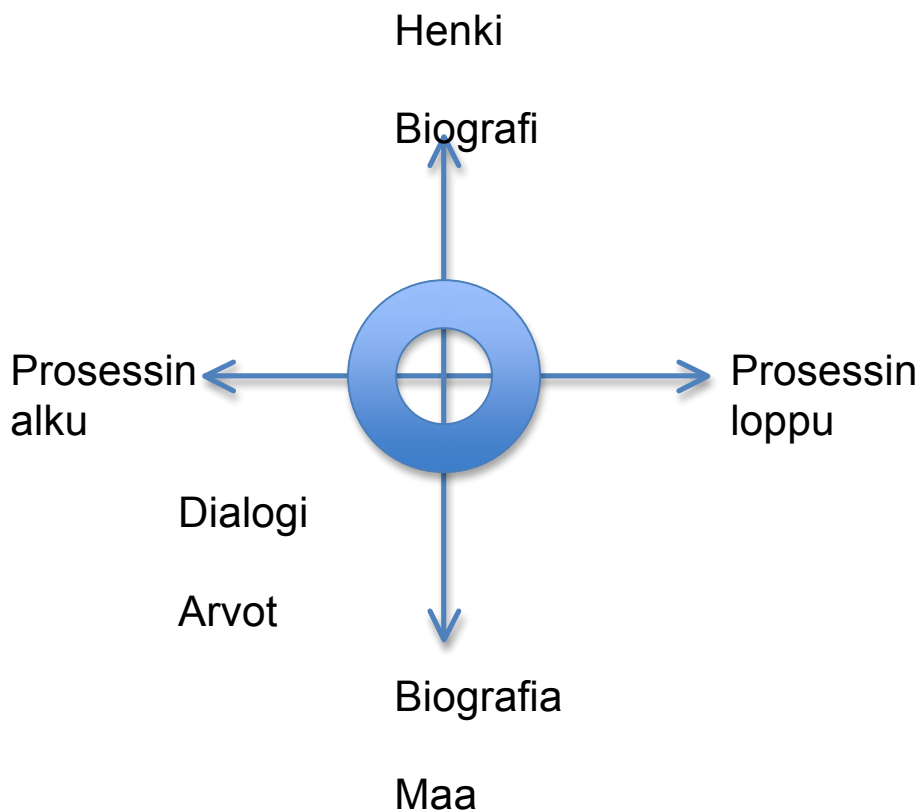 Henki
Biografi
Prosessin
alku
Prosessin
loppu
Dialogi
Arvot
Biografia
Maa